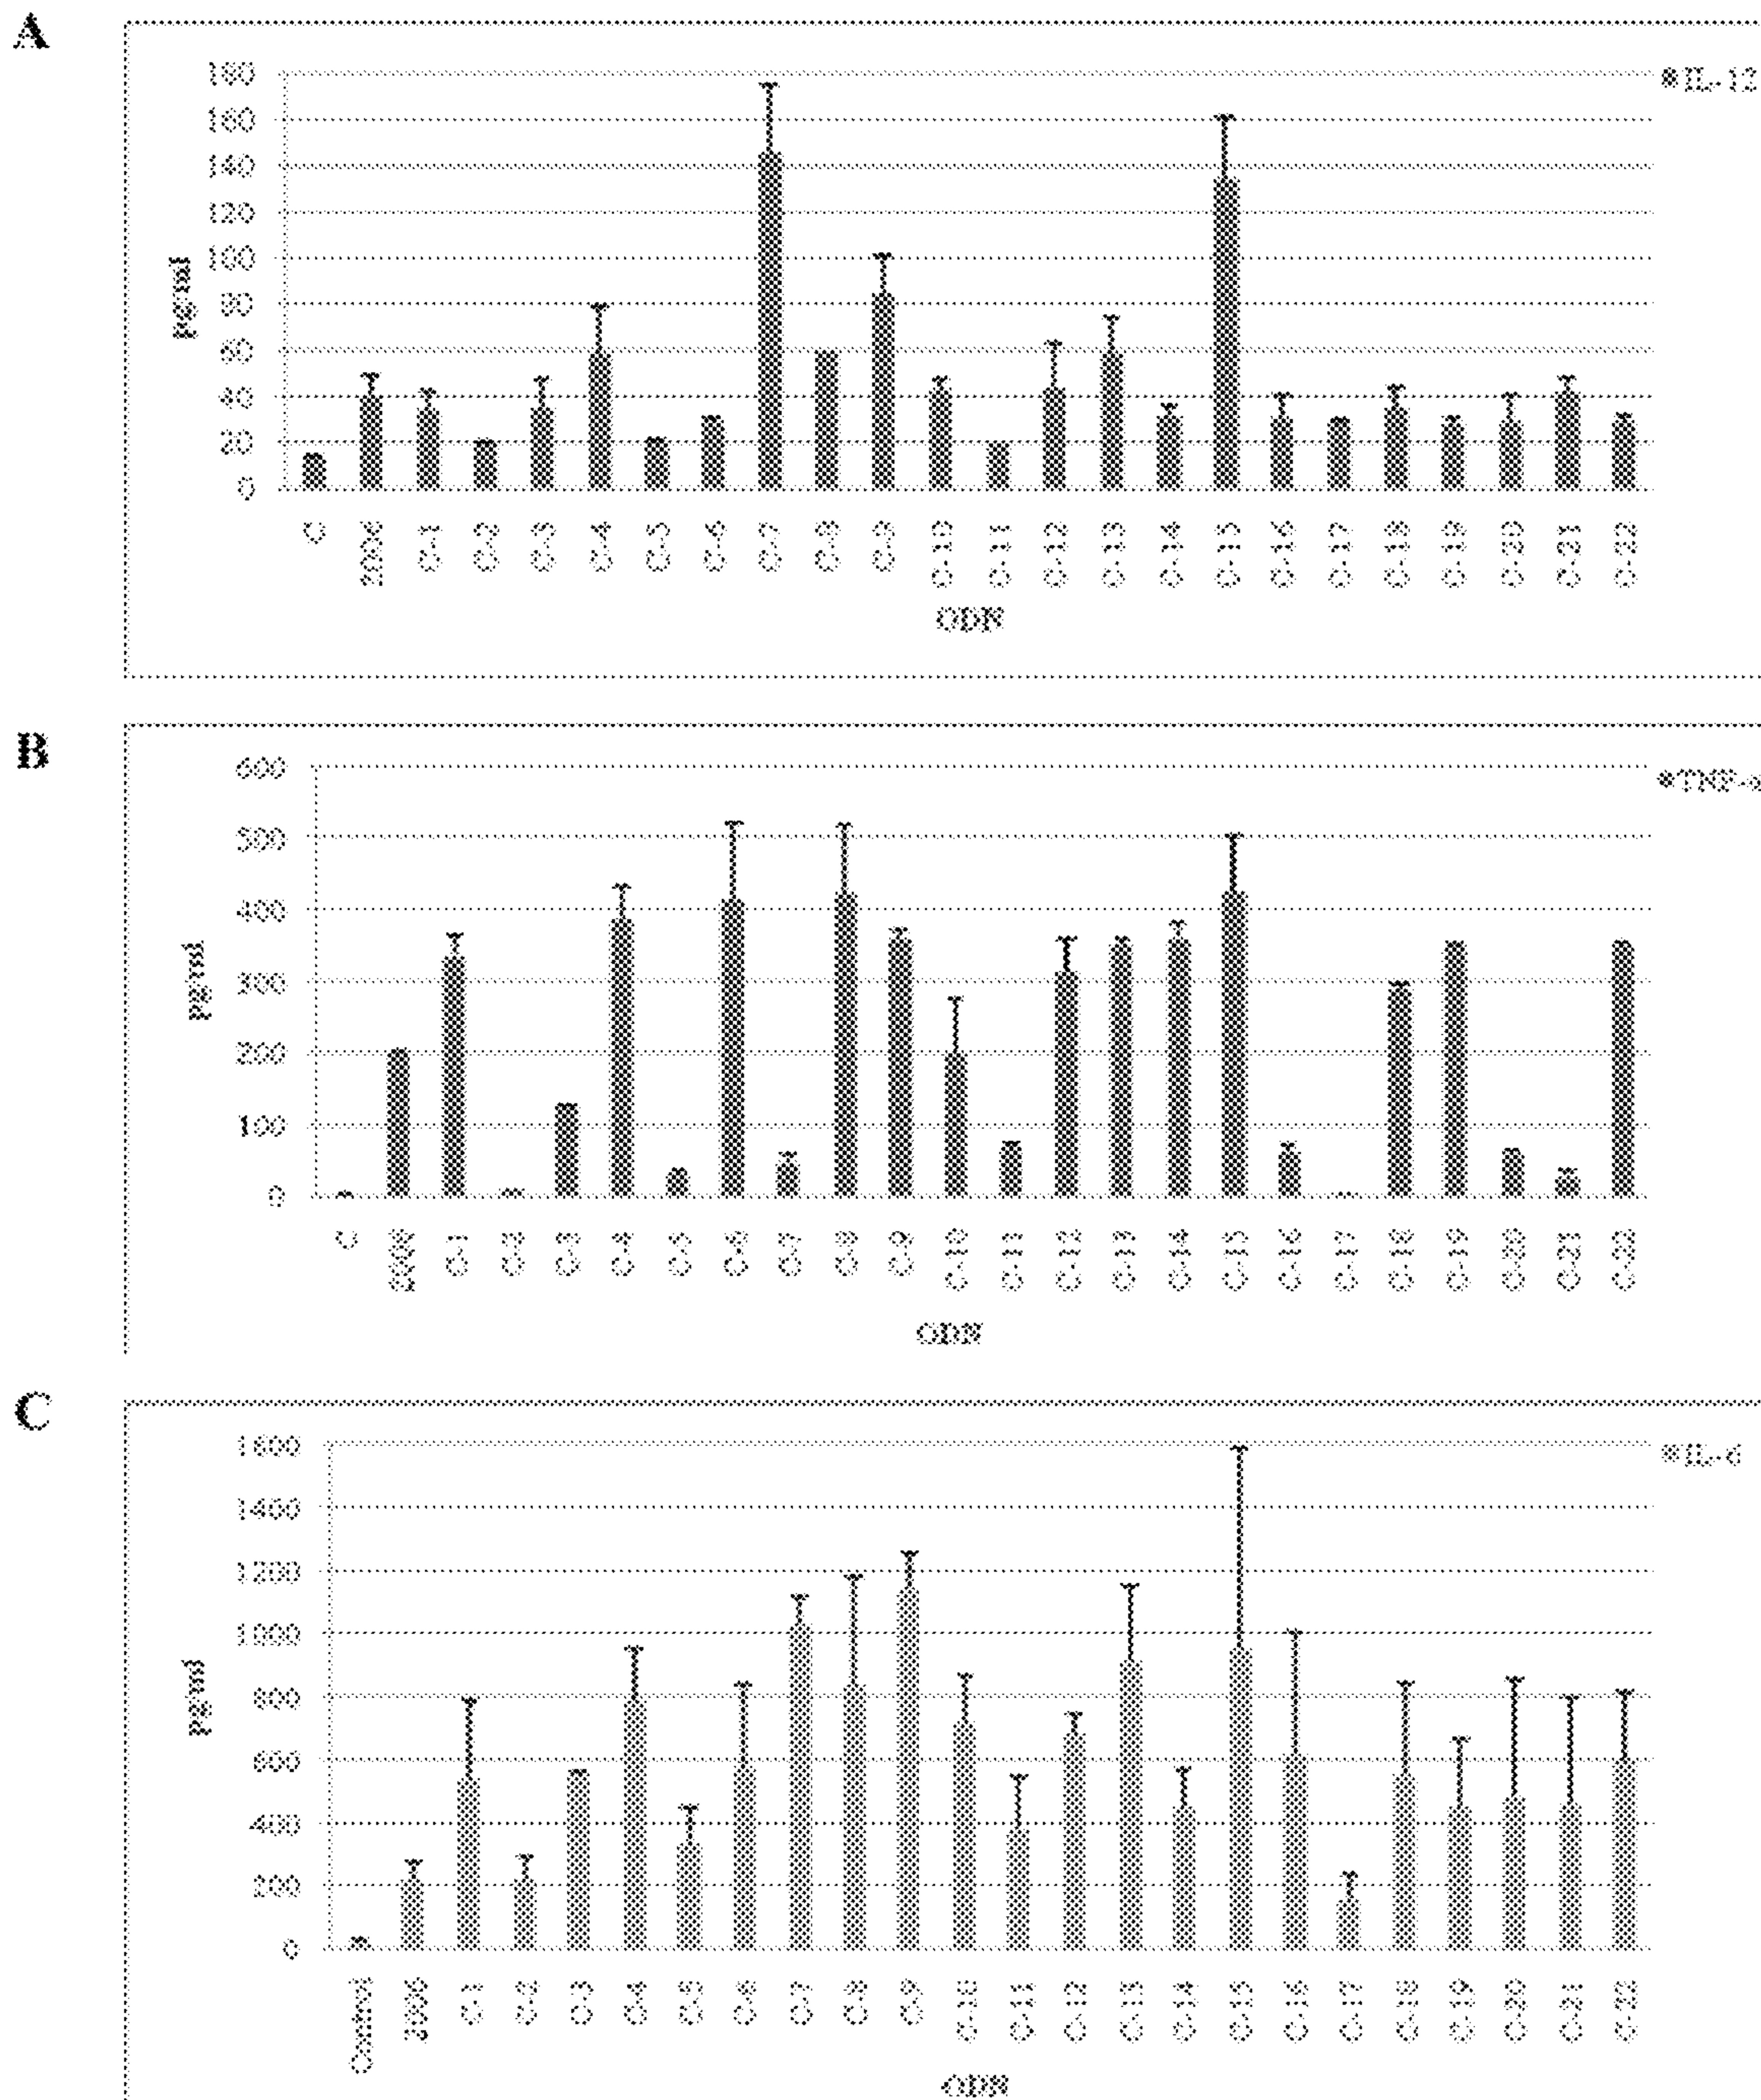 A
IL-12
180
160
140
120
100
80
60
40
20
0
pg/ml
C 2006 C-1 C-2 C-3 C-4 C-5 C-6 C-7 C-8 C-9 C-10 C-11 C-12 C-13 C-14 C-15 C-16 C-17 C-18 C-19 C-20 C-21 C-22
ODN
B
TNF-α
600
500
400
300
200
100
0
pg/ml
C 2006 C-1 C-2 C-3 C-4 C-5 C-6 C-7 C-8 C-9 C-10 C-11 C-12 C-13 C-14 C-15 C-16 C-17 C-18 C-19 C-20 C-21 C-22
ODN
C
IL-6
1600
1400
1200
1000
800
600
400
200
0
pg/ml
Control 2006 C-1 C-2 C-3 C-4 C-5 C-6 C-7 C-8 C-9 C-10 C-11 C-12 C-13 C-14 C-15 C-16 C-17 C-18 C-19 C-20 C-21 C-22
ODN